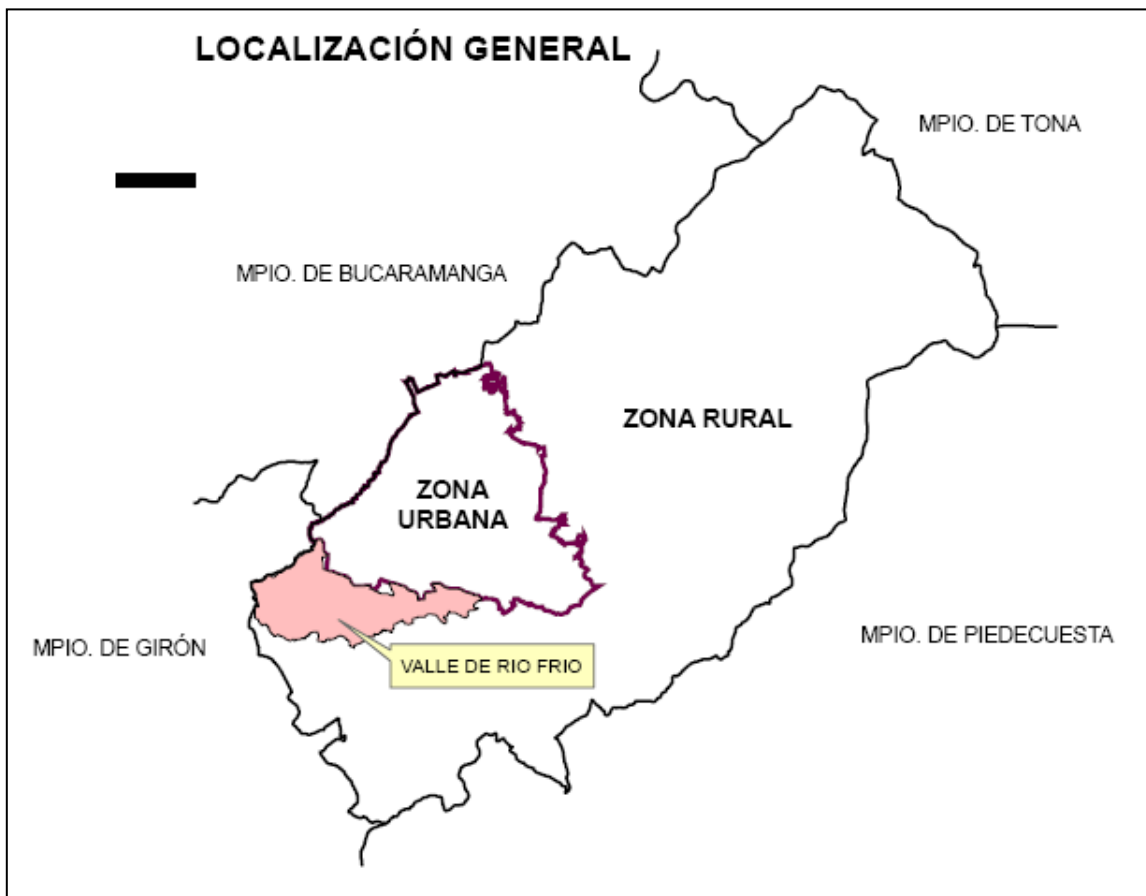 LOCALIZACIÓN GENERAL
MPIO. DE TONA
MPIO. DE BUCARAMANGA
ZONA RURAL
ZONA
URBANA
MPIO. DE GIRÓN
MPIO. DE PIEDECUESTA
VALLE DE RIO FRIO